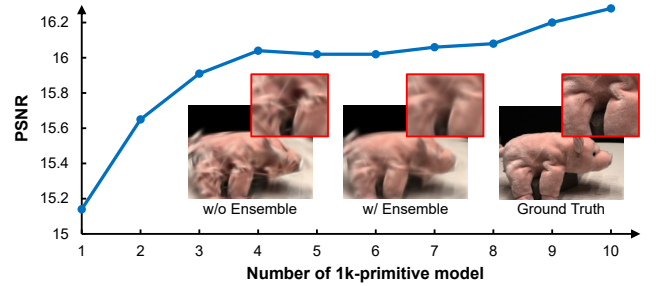 PSNR
16.2
16
15.8
15.6
15.4
15.2
15
w/o Ensemble
w/ Ensemble
Ground Truth
1 2 3 4 5 6 7 8 9 10
Number of 1k-primitive model